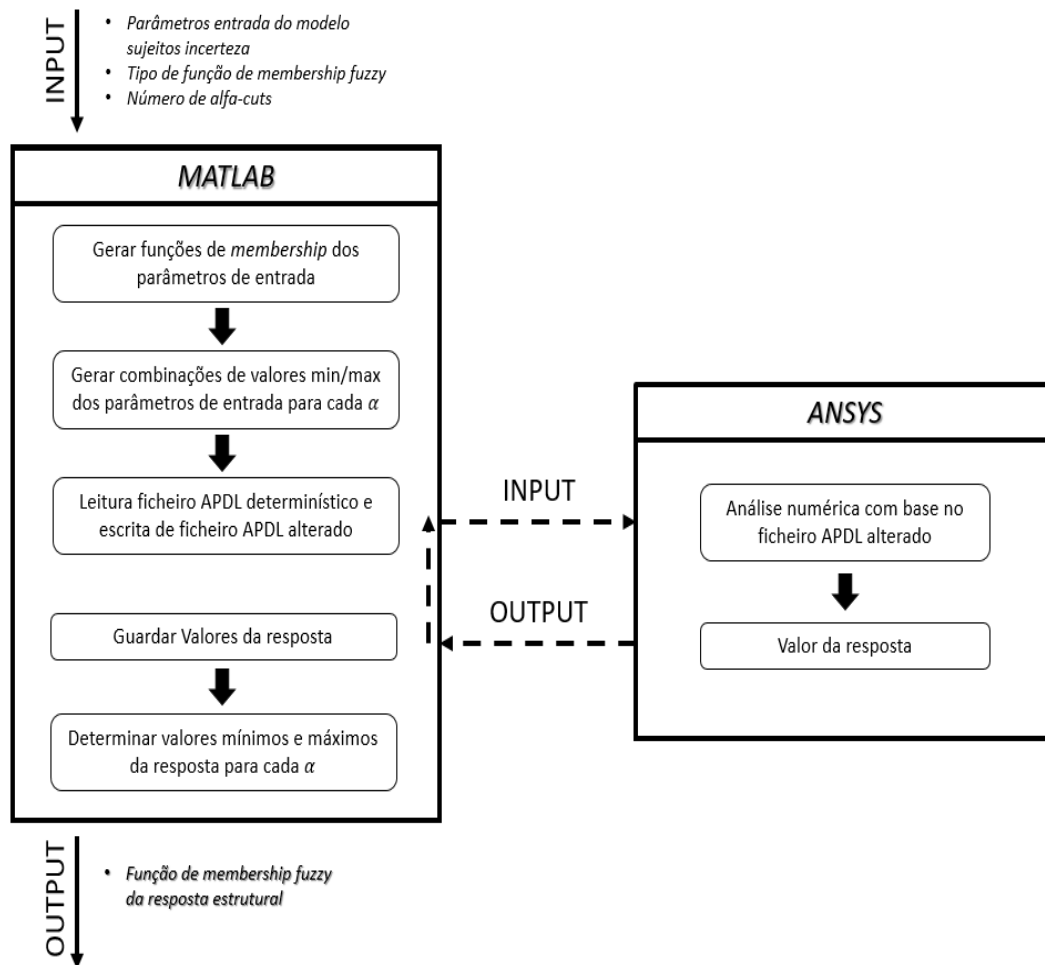 INPUT
• Parâmetros entrada do modelo
sujeitos incerteza
• Tipo de função de membership fuzzy
• Número de alfa-cuts
MATLAB
Gerar funções de membership dos
parâmetros de entrada
Gerar combinações de valores min/max
dos parâmetros de entrada para cada α
Leitura ficheiro APDL determinístico e
escrita de ficheiro APDL alterado
Guardar Valores da resposta
Determinar valores mínimos e máximos
da resposta para cada α
INPUT
OUTPUT
ANSYS
Análise numérica com base no
ficheiro APDL alterado
Valor da resposta
OUTPUT
• Função de membership fuzzy
da resposta estrutural